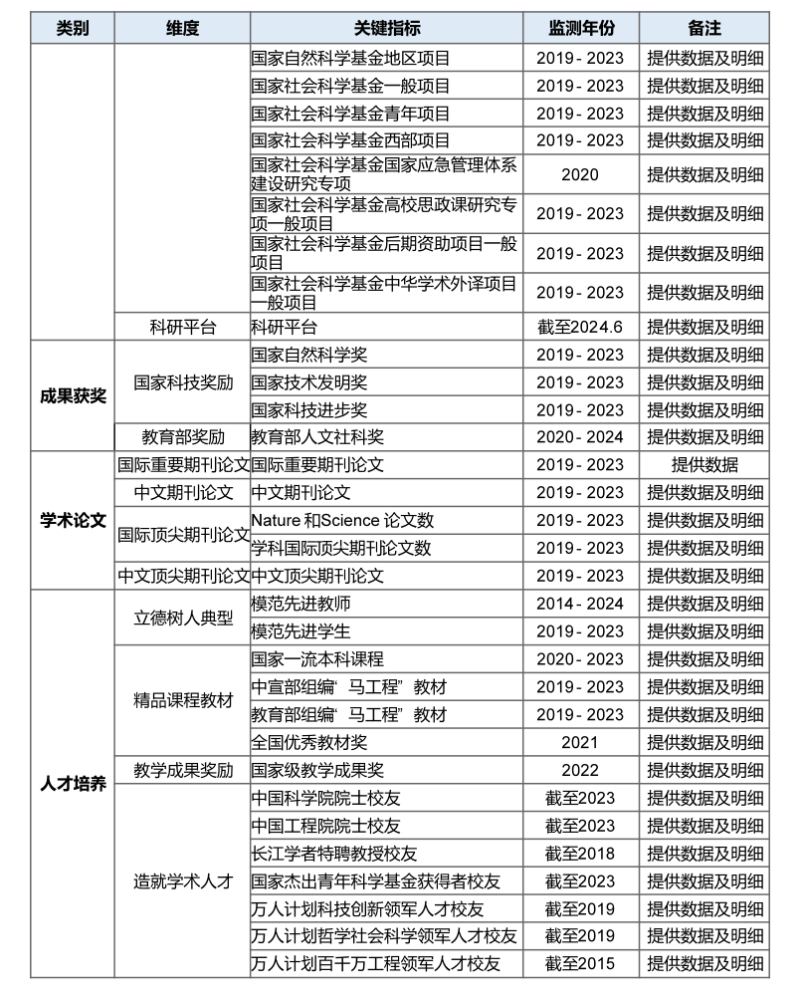 类别 维度 关键指标 监测年份 备注
国家自然科学基金地区项目 2019 - 2023 提供数据及明细
国家社会科学基金一般项目 2019 - 2023 提供数据及明细
国家社会科学基金青年项目 2019 - 2023 提供数据及明细
国家社会科学基金西部项目 2019 - 2023 提供数据及明细
国家社会科学基金国家应急管理体系
建设研究专项 2020 提供数据及明细
国家社会科学基金高校思政课研究专
项一般项目 2019 - 2023 提供数据及明细
国家社会科学基金后期资助项目一般
项目 2019 - 2023 提供数据及明细
国家社会科学基金中华学术外译项目
一般项目 2019 - 2023 提供数据及明细
科研平台 科研平台 截至2024.6 提供数据及明细
成果获奖 国家科技奖励 国家自然科学奖 2019 - 2023 提供数据及明细
国家技术发明奖 2019 - 2023 提供数据及明细
国家科技进步奖 2019 - 2023 提供数据及明细
教育部奖励 教育部人文社科奖 2020 - 2024 提供数据及明细
学术论文 国际重要期刊论文 国际重要期刊论文 2019 - 2023 提供数据
中文期刊论文 中文期刊论文 2019 - 2023 提供数据及明细
国际顶尖期刊论文 Nature 和Science 论文数 2019 - 2023 提供数据及明细
学科国际顶尖期刊论文数 2019 - 2023 提供数据及明细
中文顶尖期刊论文 中文顶尖期刊论文 2019 - 2023 提供数据及明细
人才培养 立德树人典型 模范先进教师 2014 - 2024 提供数据及明细
模范先进学生 2019 - 2023 提供数据及明细
精品课程教材 国家一流本科课程 2020 - 2023 提供数据及明细
中宣部组编“马工程”教材 2019 - 2023 提供数据及明细
教育部组编“马工程”教材 2019 - 2023 提供数据及明细
全国优秀教材奖 2021 提供数据及明细
教学成果奖励 国家级教学成果奖 2022 提供数据及明细
造就学术人才 中国科学院院士校友 截至2023 提供数据及明细
中国工程院院士校友 截至2023 提供数据及明细
长江学者特聘教授校友 截至2018 提供数据及明细
国家杰出青年科学基金获得者校友 截至2023 提供数据及明细
万人计划科技创新领军人才校友 截至2019 提供数据及明细
万人计划哲学社会科学领军人才校友 截至2019 提供数据及明细
万人计划百千万工程领军人才校友 截至2015 提供数据及明细